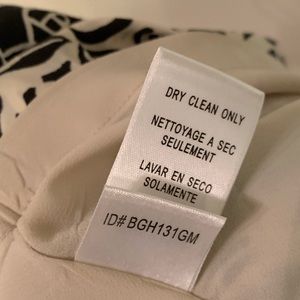 DRY CLEAN ONLY
NETTOYAGE A SEC
SEULEMENT
LAVAR EN SECO
SOLAMENTE
ID# BGH131GM